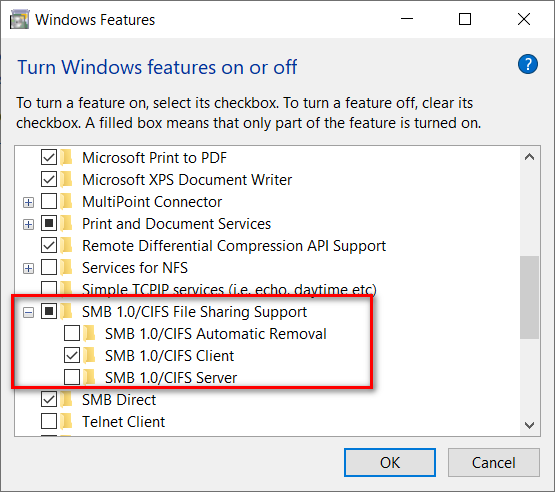 Windows Features
Turn Windows features on or off
?
To turn a feature on, select its checkbox. To turn a feature off, clear its
checkbox. A filled box means that only part of the feature is turned on.
Microsoft Print to PDF
Microsoft XPS Document Writer
MultiPoint Connector
Print and Document Services
Remote Differential Compression API Support
Services for NFS
Simple TCPIP services (i.e. echo, daytime etc)
SMB 1.0/CIFS File Sharing Support
SMB 1.0/CIFS Automatic Removal
SMB 1.0/CIFS Client
SMB 1.0/CIFS Server
SMB Direct
Telnet Client
OK Cancel